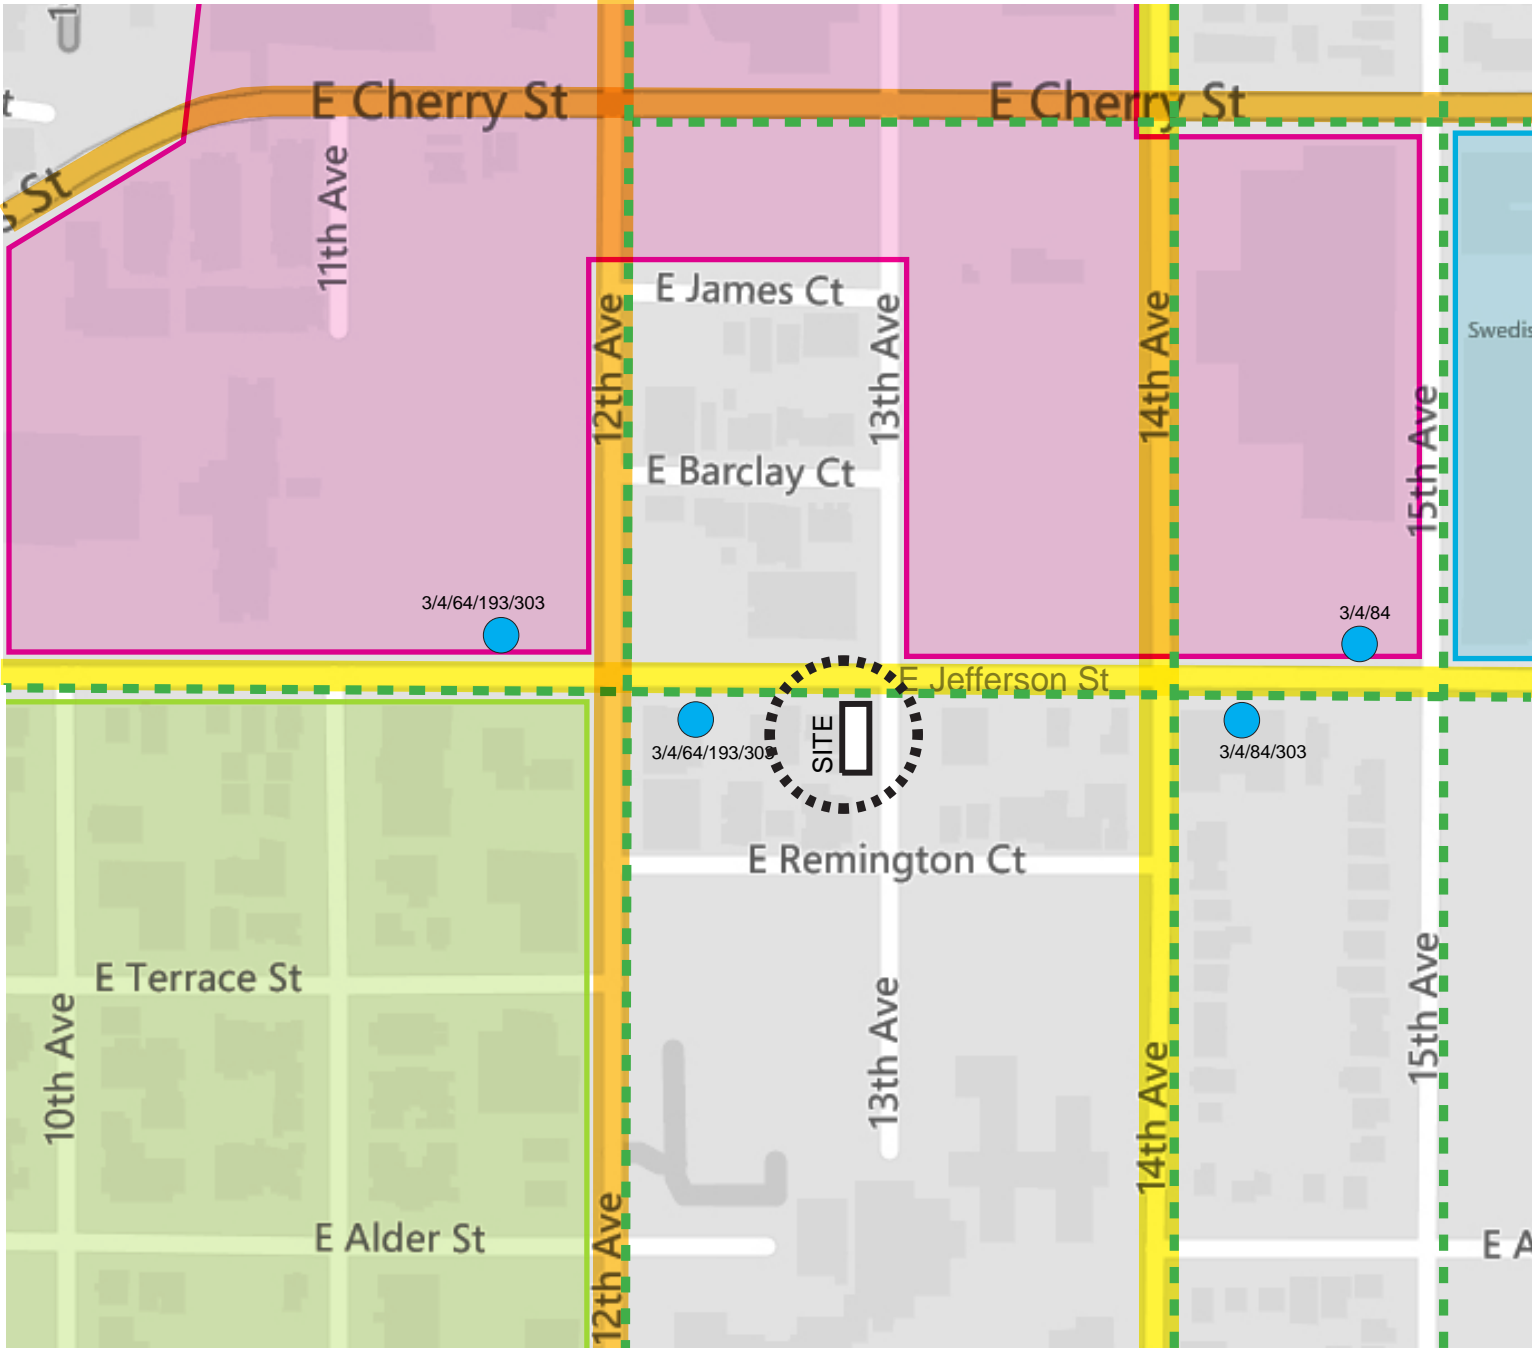 E Cherry St
E Cherry St
s St
11th Ave
E James Ct
12th Ave
13th Ave
14th Ave
Swedis
15th Ave
E Barclay Ct
3/4/64/193/303
3/4/84
E Jefferson St
SITE
3/4/64/193/303
3/4/84/303
E Remington Ct
E Terrace St
10th Ave
13th Ave
14th Ave
15th Ave
E Alder St
12th Ave
E A